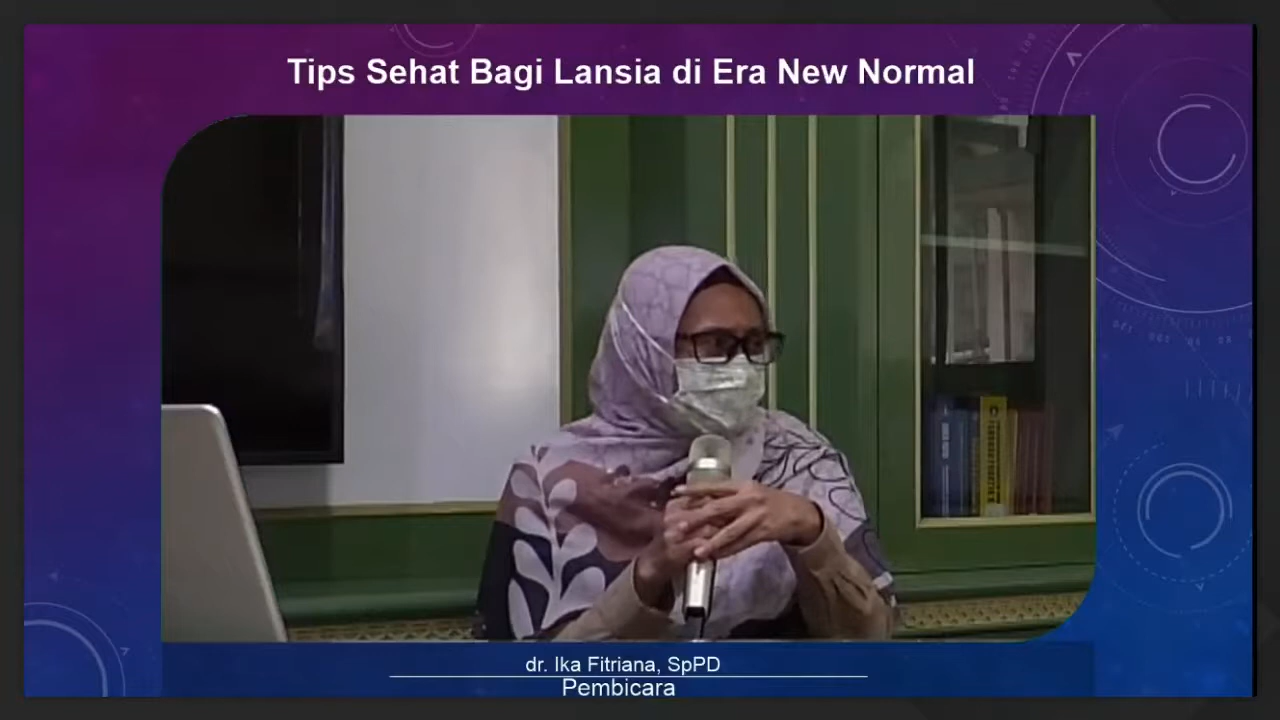 Tips Sehat Bagi Lansia di Era New Normal
dr. Ika Fitriana, SpPD
Pembicara